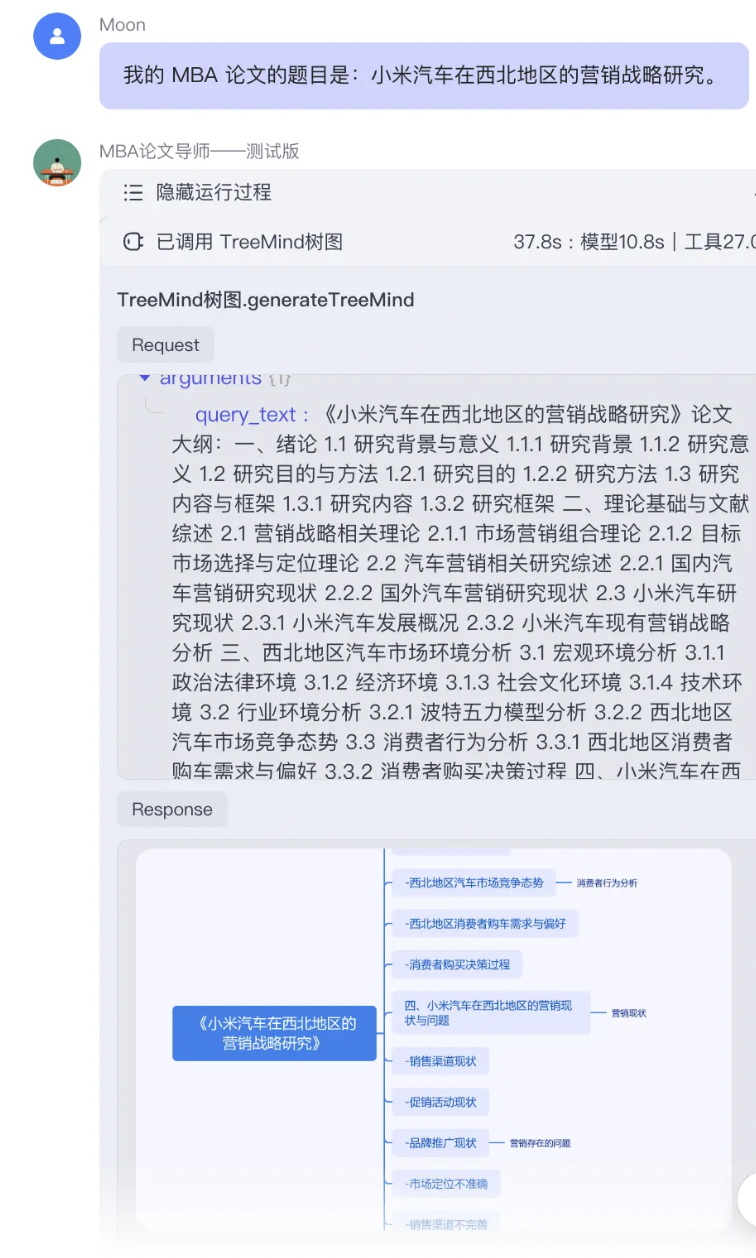 Moon
我的 MBA 论文的题目是：小米汽车在西北地区的营销战略研究。
MBA论文导师——测试版
隐藏运行过程
已调用 TreeMind树图
37.8s : 模型10.8s | 工具27.0
TreeMind树图.generateTreeMind
Request
arguments {1}
query_text : 《小米汽车在西北地区的营销战略研究》论文
大纲：一、绪论 1.1 研究背景与意义 1.1.1 研究背景 1.1.2 研究意
义 1.2 研究目的与方法 1.2.1 研究目的 1.2.2 研究方法 1.3 研究
内容与框架 1.3.1 研究内容 1.3.2 研究框架 二、理论基础与文献
综述 2.1 营销战略相关理论 2.1.1 市场营销组合理论 2.1.2 目标
市场选择与定位理论 2.2 汽车营销相关研究综述 2.2.1 国内汽
车营销研究现状 2.2.2 国外汽车营销研究现状 2.3 小米汽车研
究现状 2.3.1 小米汽车发展概况 2.3.2 小米汽车现有营销战略
分析 三、西北地区汽车市场环境分析 3.1 宏观环境分析 3.1.1
政治法律环境 3.1.2 经济环境 3.1.3 社会文化环境 3.1.4 技术环
境 3.2 行业环境分析 3.2.1 波特五力模型分析 3.2.2 西北地区
汽车市场竞争态势 3.3 消费者行为分析 3.3.1 西北地区消费者
购车需求与偏好 3.3.2 消费者购买决策过程 四、小米汽车在西
Response
-西北地区汽车市场竞争态势
消费者行为分析
-西北地区消费者购车需求与偏好
-消费者购买决策过程
四、小米汽车在西北地区的营销现
状与问题
营销现状
《小米汽车在西北地区的
营销战略研究》
-销售渠道现状
-促销活动现状
-品牌推广现状
营销存在的问题
-市场定位不准确
-销售渠道不完善